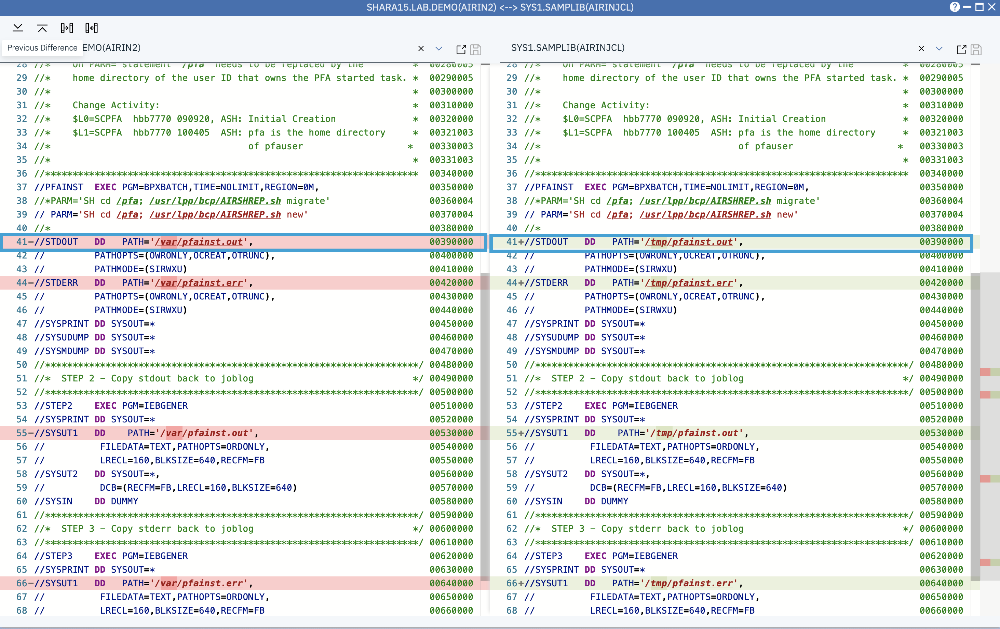 SHARA15.LAB.DEMO(AIRIN2) <--> SYS1.SAMPLIB(AIRINJCL)
Previous Difference
EMO(AIRIN2)
SYS1.SAMPLIB(AIRINJCL)
28 //*    On PARM= statement  /pfa  needs to be replaced by the         *  00280005
29 //*    home directory of the user ID that owns the PFA started task. *  00290005
30 //*                                                                  *  00300000
31 //*    Change Activity:                                              *  00310000
32 //*    $L0=SCPFA  hbb7770 090920, ASH: Initial Creation              *  00320000
33 //*    $L1=SCPFA  hbb7770 100405  ASH: pfa is the home directory     *  00321003
34 //*                                    of pfauser                   *   00330003
35 //*                                                                  *  00331003
36 //********************************************************************  00340000
37 //PFAINST  EXEC PGM=BPXBATCH,TIME=NOLIMIT,REGION=0M,                    00350000
38 //*PARM='SH cd /pfa; /usr/lpp/bcp/AIRSHREP.sh migrate'                  00360004
39 // PARM='SH cd /pfa; /usr/lpp/bcp/AIRSHREP.sh new'                      00370004
40 //*                                                                     00380000
41−//STDOUT   DD   PATH='/var/pfainst.out',                                00390000
42 //         PATHOPTS=(OWRONLY,OCREAT,OTRUNC),                            00400000
43 //         PATHMODE=(SIRWXU)                                            00410000
44−//STDERR   DD   PATH='/var/pfainst.err',                                00420000
45 //         PATHOPTS=(OWRONLY,OCREAT,OTRUNC),                            00430000
46 //         PATHMODE=(SIRWXU)                                            00440000
47 //SYSPRINT DD SYSOUT=*                                                  00450000
48 //SYSUDUMP DD SYSOUT=*                                                  00460000
49 //SYSMDUMP DD SYSOUT=*                                                  00470000
50 //********************************************************************/ 00480000
51 //*  STEP 2 - Copy stdout back to joblog                             */ 00490000
52 //********************************************************************/ 00500000
53 //STEP2    EXEC PGM=IEBGENER                                            00510000
54 //SYSPRINT DD SYSOUT=*                                                  00520000
55−//SYSUT1   DD    PATH='/var/pfainst.out',                               00530000
56 //          FILEDATA=TEXT,PATHOPTS=ORDONLY,                             00540000
57 //          LRECL=160,BLKSIZE=640,RECFM=FB                              00550000
58 //SYSUT2   DD SYSOUT=*,                                                 00560000
59 //          DCB=(RECFM=FB,LRECL=160,BLKSIZE=640)                        00570000
60 //SYSIN    DD DUMMY                                                     00580000
61 //********************************************************************/ 00590000
62 //*  STEP 3 - Copy stderr back to joblog                             */ 00600000
63 //********************************************************************/ 00610000
64 //STEP3    EXEC PGM=IEBGENER                                            00620000
65 //SYSPRINT DD SYSOUT=*                                                  00630000
66−//SYSUT1   DD   PATH='/var/pfainst.err',                                00640000
67 //          FILEDATA=TEXT,PATHOPTS=ORDONLY,                             00650000
68 //          LRECL=160,BLKSIZE=640,RECFM=FB                              00660000
28 //*    On PARM= statement  /pfa  needs to be replaced by the         *  00280005
29 //*    home directory of the user ID that owns the PFA started task. *  00290005
30 //*                                                                  *  00300000
31 //*    Change Activity:                                              *  00310000
32 //*    $L0=SCPFA  hbb7770 090920, ASH: Initial Creation              *  00320000
33 //*    $L1=SCPFA  hbb7770 100405  ASH: pfa is the home directory     *  00321003
34 //*                                    of pfauser                   *   00330003
35 //*                                                                  *  00331003
36 //********************************************************************  00340000
37 //PFAINST  EXEC PGM=BPXBATCH,TIME=NOLIMIT,REGION=0M,                    00350000
38 //*PARM='SH cd /pfa; /usr/lpp/bcp/AIRSHREP.sh migrate'                  00360004
39 // PARM='SH cd /pfa; /usr/lpp/bcp/AIRSHREP.sh new'                      00370004
40 //*                                                                     00380000
41+//STDOUT   DD   PATH='/tmp/pfainst.out',                                00390000
42 //         PATHOPTS=(OWRONLY,OCREAT,OTRUNC),                            00400000
43 //         PATHMODE=(SIRWXU)                                            00410000
44+//STDERR   DD   PATH='/tmp/pfainst.err',                                00420000
45 //         PATHOPTS=(OWRONLY,OCREAT,OTRUNC),                            00430000
46 //         PATHMODE=(SIRWXU)                                            00440000
47 //SYSPRINT DD SYSOUT=*                                                  00450000
48 //SYSUDUMP DD SYSOUT=*                                                  00460000
49 //SYSMDUMP DD SYSOUT=*                                                  00470000
50 //********************************************************************/ 00480000
51 //*  STEP 2 - Copy stdout back to joblog                             */ 00490000
52 //********************************************************************/ 00500000
53 //STEP2    EXEC PGM=IEBGENER                                            00510000
54 //SYSPRINT DD SYSOUT=*                                                  00520000
55+//SYSUT1   DD    PATH='/tmp/pfainst.out',                               00530000
56 //          FILEDATA=TEXT,PATHOPTS=ORDONLY,                             00540000
57 //          LRECL=160,BLKSIZE=640,RECFM=FB                              00550000
58 //SYSUT2   DD SYSOUT=*,                                                 00560000
59 //          DCB=(RECFM=FB,LRECL=160,BLKSIZE=640)                        00570000
60 //SYSIN    DD DUMMY                                                     00580000
61 //********************************************************************/ 00590000
62 //*  STEP 3 - Copy stderr back to joblog                             */ 00600000
63 //********************************************************************/ 00610000
64 //STEP3    EXEC PGM=IEBGENER                                            00620000
65 //SYSPRINT DD SYSOUT=*                                                  00630000
66+//SYSUT1   DD   PATH='/tmp/pfainst.err',                                00640000
67 //          FILEDATA=TEXT,PATHOPTS=ORDONLY,                             00650000
68 //          LRECL=160,BLKSIZE=640,RECFM=FB                              00660000